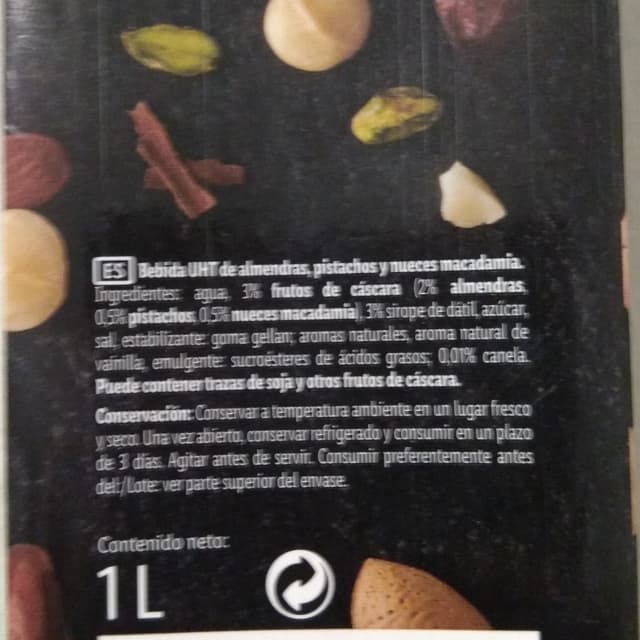 ES Bebida UHT de almendras, pistachos y nueces macadamia.
Ingredientes: agua, 3% frutos de cáscara (2% almendras,
0,5% pistachos, 0,5% nueces macadamia), 3% sirope de dátil, azúcar,
sal, estabilizante: goma gellan; aromas naturales, aroma natural de
vainilla, emulgente: sucroésteres de ácidos grasos; 0,01% canela.
Puede contener trazas de soja y otros frutos de cáscara.
Conservación: Conservar a temperatura ambiente en un lugar fresco
y seco. Una vez abierto, conservar refrigerado y consumir en un plazo
de 3 días. Agitar antes de servir. Consumir preferentemente antes
del:/Lote: ver parte superior del envase.
Contenido neto:
1 L